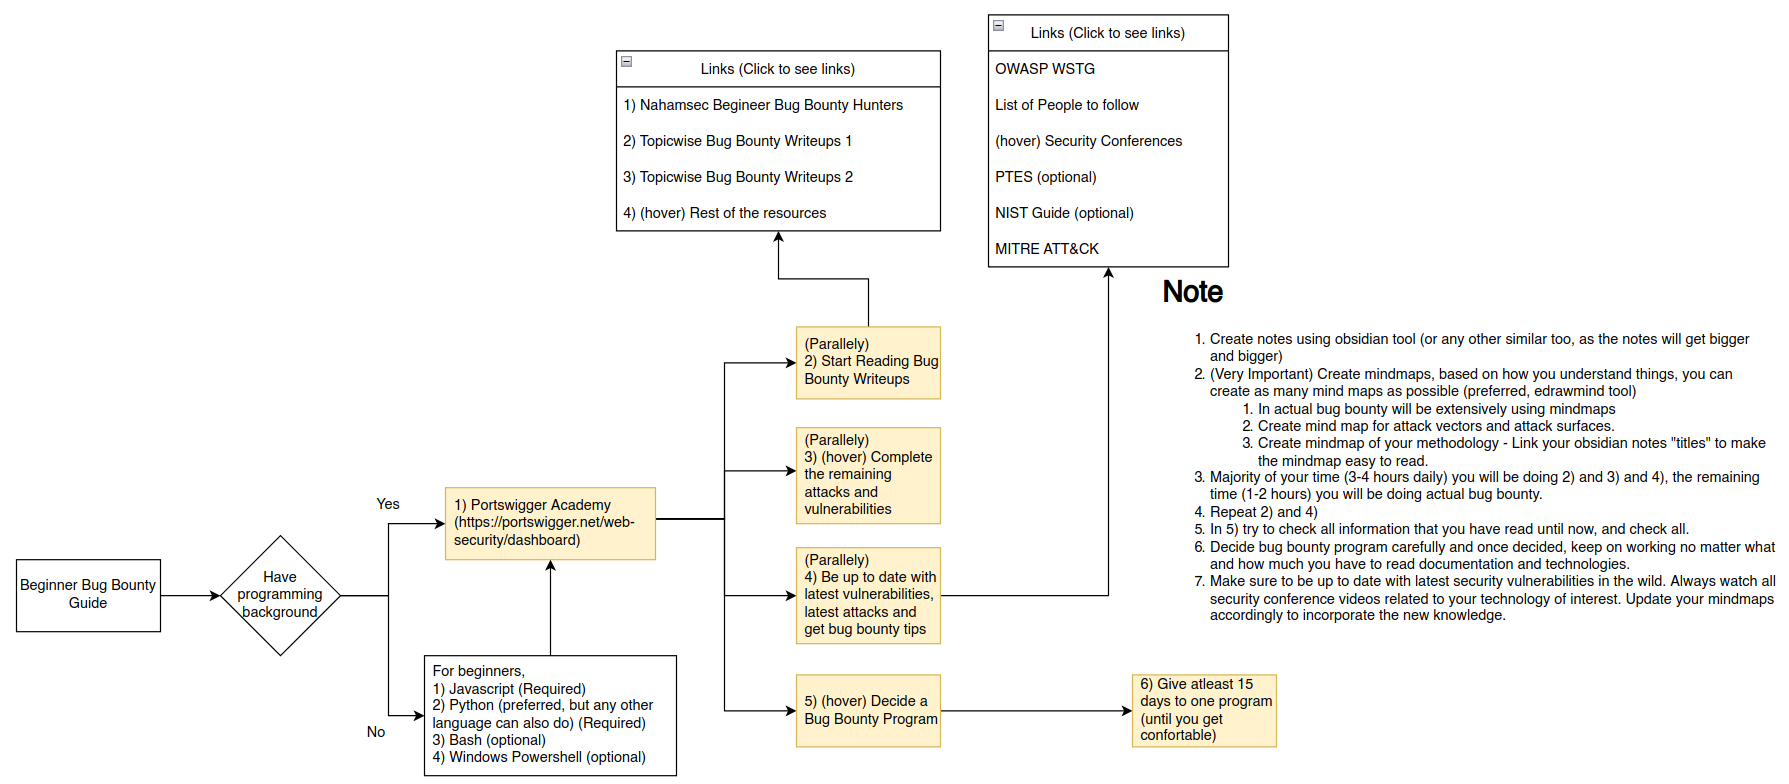 Beginner Bug Bounty
Guide
Have
programming
background
Yes
No
1) Portswigger Academy
(https://portswigger.net/web-
security/dashboard)
For beginners,
1) Javascript (Required)
2) Python (preferred, but any other
language can also do) (Required)
3) Bash (optional)
4) Windows Powershell (optional)
Links (Click to see links)
1) Nahamsec Begineer Bug Bounty Hunters
2) Topicwise Bug Bounty Writeups 1
3) Topicwise Bug Bounty Writeups 2
4) (hover) Rest of the resources
(Parallely)
2) Start Reading Bug
Bounty Writeups
(Parallely)
3) (hover) Complete
the remaining
attacks and
vulnerabilities
(Parallely)
4) Be up to date with
latest vulnerabilities,
latest attacks and
get bug bounty tips
5) (hover) Decide a
Bug Bounty Program
6) Give atleast 15
days to one program
(until you get
confortable)
Links (Click to see links)
OWASP WSTG
List of People to follow
(hover) Security Conferences
PTES (optional)
NIST Guide (optional)
MITRE ATT&CK
Note
1. Create notes using obsidian tool (or any other similar too, as the notes will get bigger
and bigger)
2. (Very Important) Create mindmaps, based on how you understand things, you can
create as many mind maps as possible (preferred, edrawmind tool)
1. In actual bug bounty will be extensively using mindmaps
2. Create mind map for attack vectors and attack surfaces.
3. Create mindmap of your methodology - Link your obsidian notes "titles" to make
the mindmap easy to read.
3. Majority of your time (3-4 hours daily) you will be doing 2) and 3) and 4), the remaining
time (1-2 hours) you will be doing actual bug bounty.
4. Repeat 2) and 4)
5. In 5) try to check all information that you have read until now, and check all.
6. Decide bug bounty program carefully and once decided, keep on working no matter what
and how much you have to read documentation and technologies.
7. Make sure to be up to date with latest security vulnerabilities in the wild. Always watch all
security conference videos related to your technology of interest. Update your mindmaps
accordingly to incorporate the new knowledge.